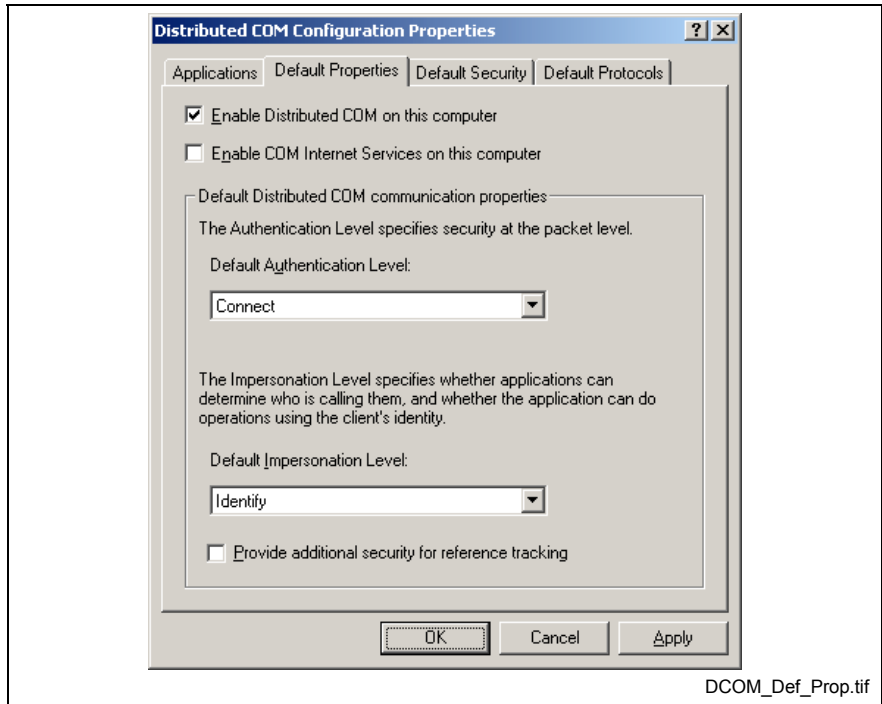 Distributed COM Configuration Properties
Applications Default Properties Default Security Default Protocols
Enable Distributed COM on this computer
Enable COM Internet Services on this computer
Default Distributed COM communication properties
The Authentication Level specifies security at the packet level.
Default Authentication Level:
Connect
The Impersonation Level specifies whether applications can
determine who is calling them, and whether the application can do
operations using the client's identity.
Default Impersonation Level:
Identify
Provide additional security for reference tracking
OK Cancel Apply
DCOM_Def_Prop.tif